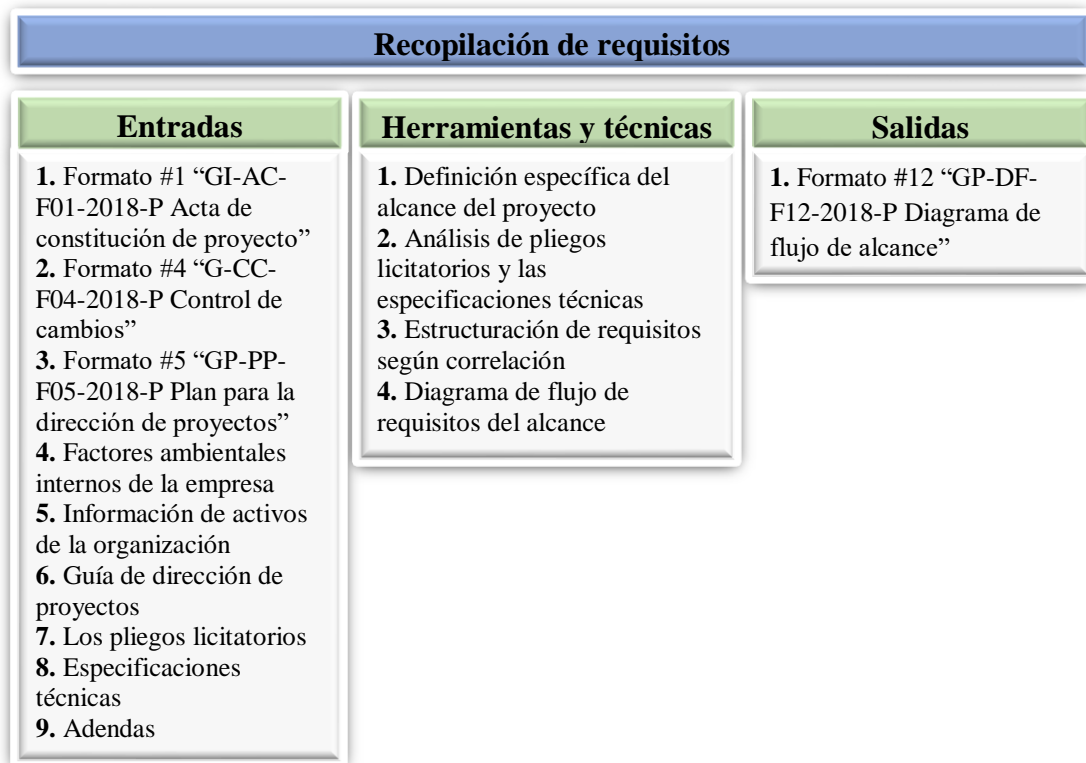 Recopilación de requisitos
Entradas
1. Formato #1 “GI-AC-
F01-2018-P Acta de
constitución de proyecto”
2. Formato #4 “G-CC-
F04-2018-P Control de
cambios”
3. Formato #5 “GP-PP-
F05-2018-P Plan para la
dirección de proyectos”
4. Factores ambientales
internos de la empresa
5. Información de activos
de la organización
6. Guía de dirección de
proyectos
7. Los pliegos licitatorios
8. Especificaciones
técnicas
9. Adendas
Herramientas y técnicas
1. Definición específica del
alcance del proyecto
2. Análisis de pliegos
licitatorios y las
especificaciones técnicas
3. Estructuración de requisitos
según correlación
4. Diagrama de flujo de
requisitos del alcance
Salidas
1. Formato #12 “GP-DF-
F12-2018-P Diagrama de
flujo de alcance”